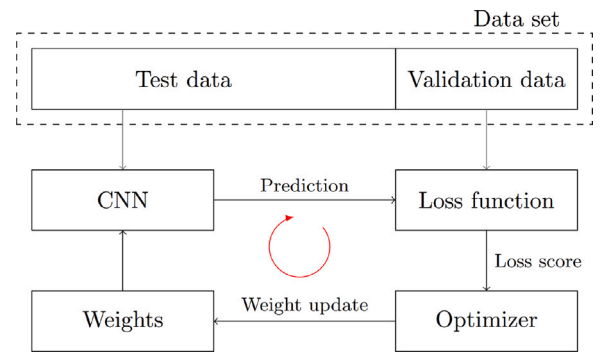 Data set
Test data
Validation data
CNN
Prediction
Loss function
Loss score
Weights
Weight update
Optimizer